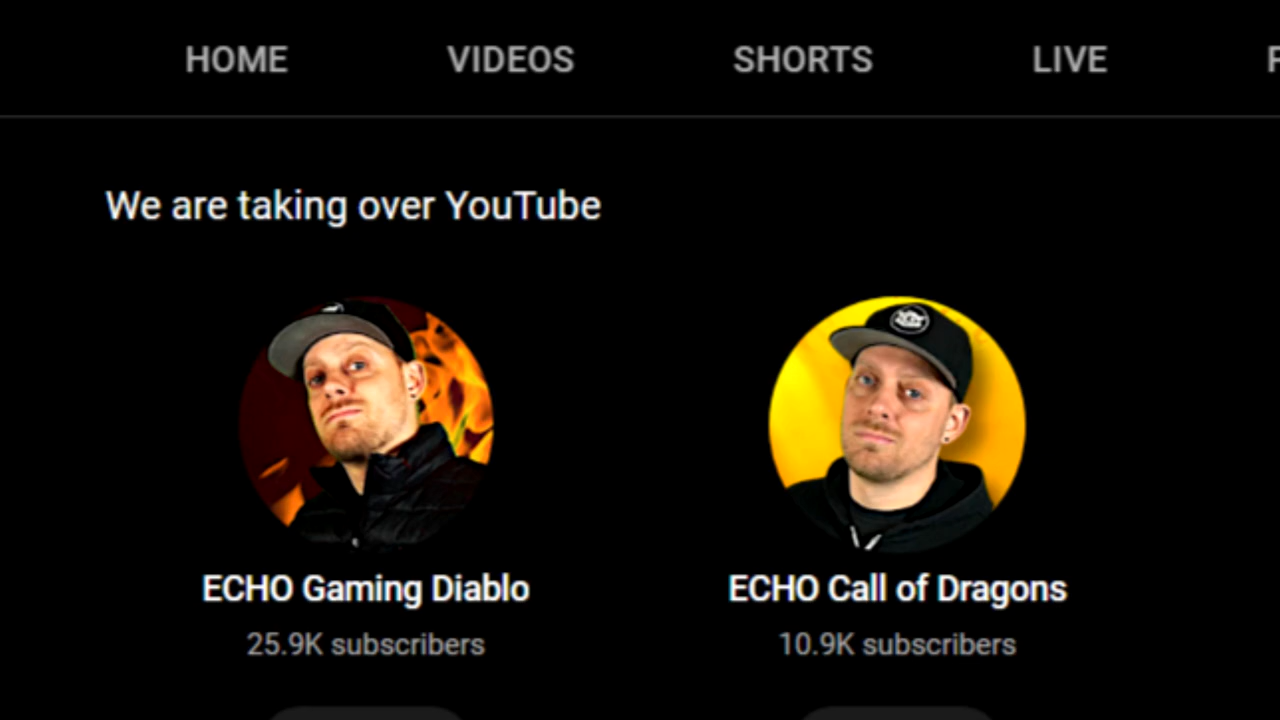 HOME VIDEOS SHORTS LIVE
We are taking over YouTube
ECHO Gaming Diablo ECHO Call of Dragons
25.9K subscribers 10.9K subscribers